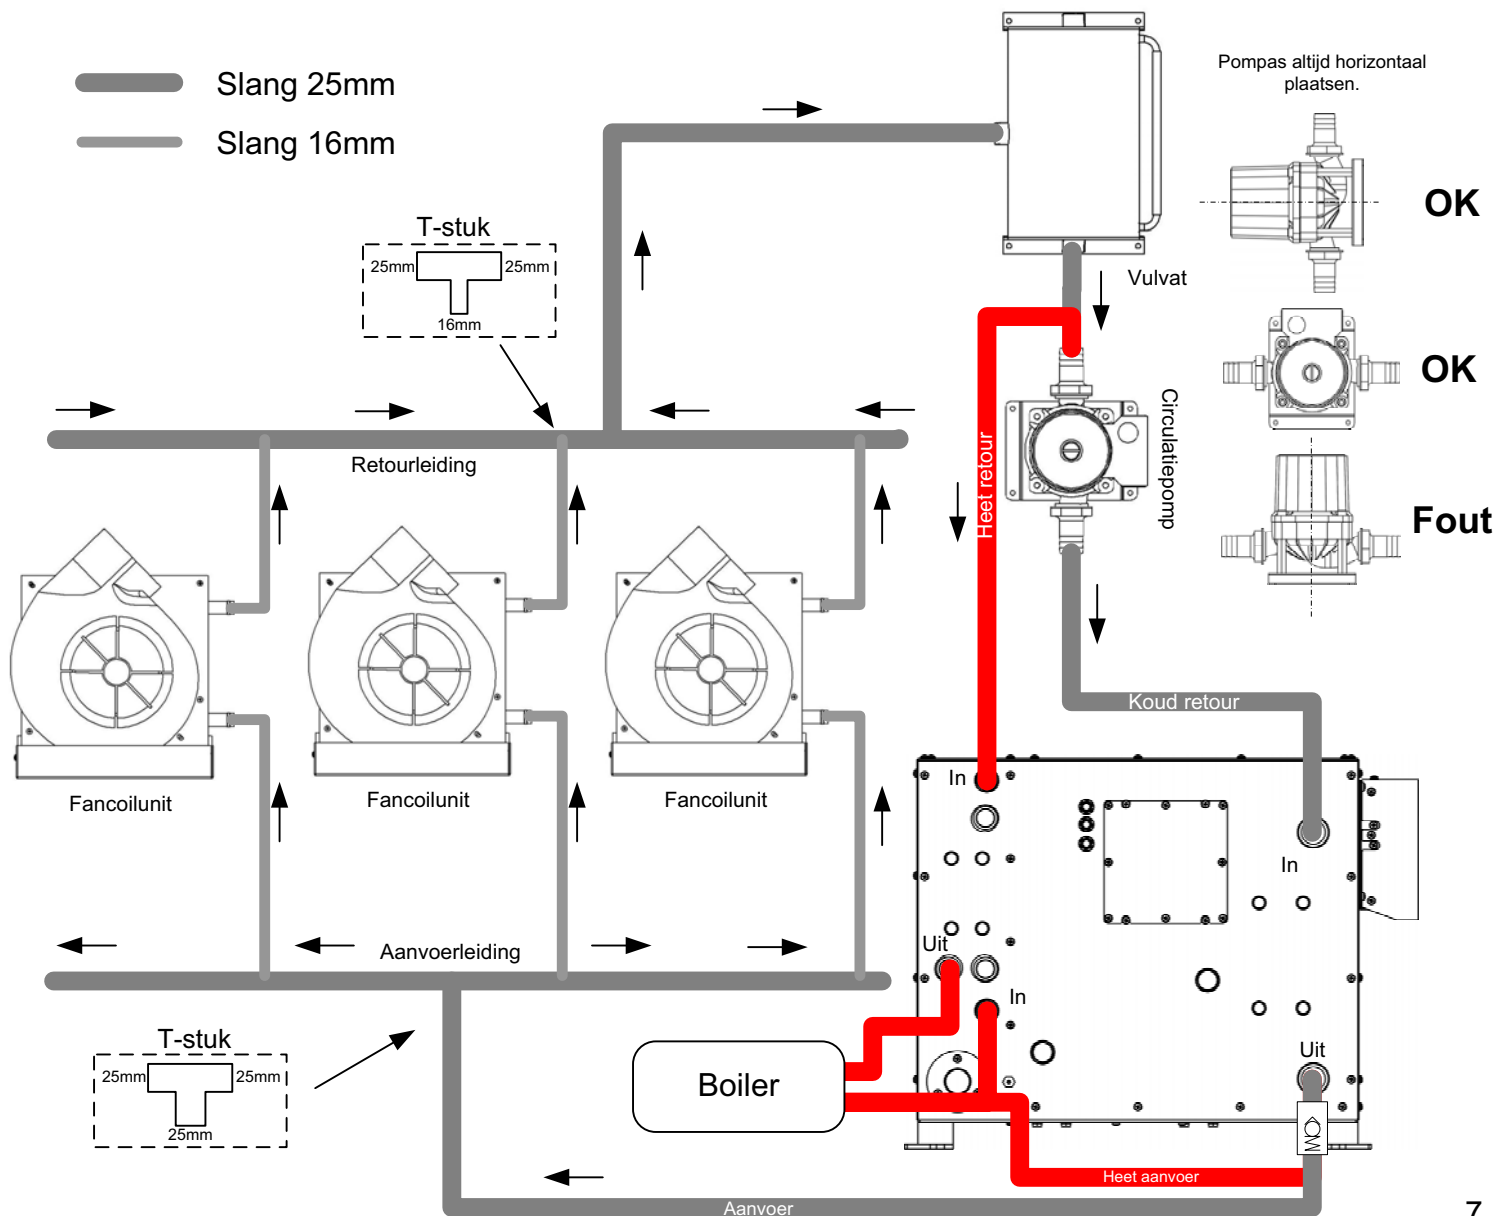 Slang 25mm
Slang 16mm
Pompas altijd horizontaal
plaatsen.
OK
T-stuk
25mm
25mm
16mm
Vulvat
OK
Circulatiepomp
Heet retour
Retourleiding
Fout
Koud retour
Fancoilunit
Fancoilunit
Fancoilunit
In
In
Aanvoerleiding
Uit
In
T-stuk
25mm
25mm
25mm
Boiler
Uit
Heet aanvoer
Aanvoer
7